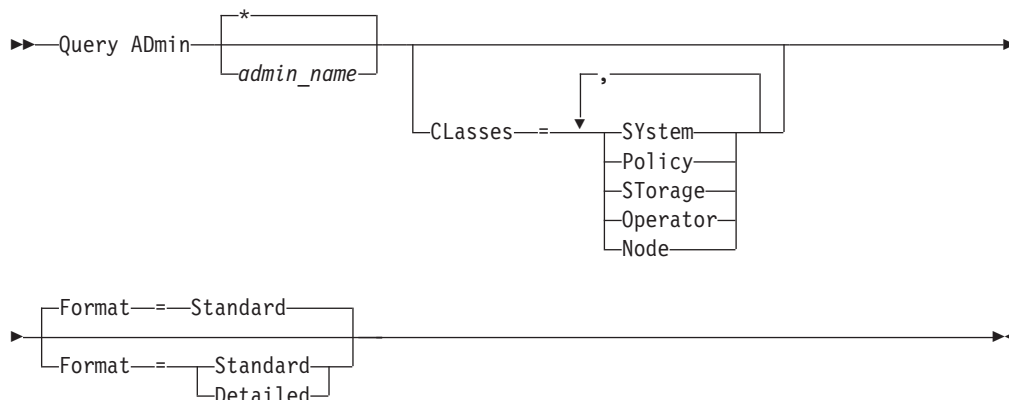 *
Query ADmin
admin_name
,
CLasses = SYstem
Policy
STorage
Operator
Node
Format = Standard
Format = Standard
Detailed